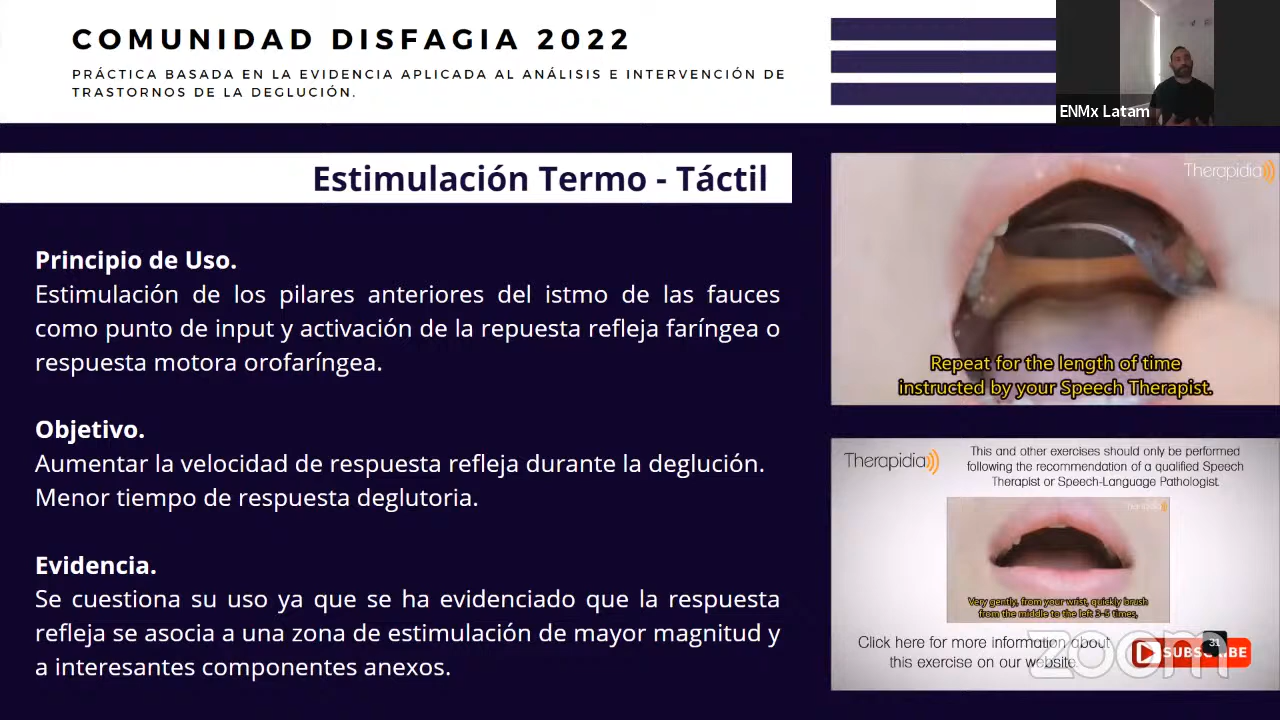 COMUNIDAD DISFAGIA 2022
PRÁCTICA BASADA EN LA EVIDENCIA APLICADA AL ANÁLISIS E INTERVENCIÓN DE
TRASTORNOS DE LA DEGLUCIÓN.
ENMx Latam
Estimulación Termo - Táctil
Principio de Uso.
Estimulación de los pilares anteriores del istmo de las fauces
como punto de input y activación de la repuesta refleja faríngea o
respuesta motora orofaríngea.
Objetivo.
Aumentar la velocidad de respuesta refleja durante la deglución.
Menor tiempo de respuesta deglutoria.
Evidencia.
Se cuestiona su uso ya que se ha evidenciado que la respuesta
refleja se asocia a una zona de estimulación de mayor magnitud y
a interesantes componentes anexos.
Therapidia
Repeat for the length of time
instructed by your Speech Therapist.
Therapidia
This and other exercises should only be performed
following the recommendation of a qualified Speech
Therapist or Speech-Language Pathologist.
Therapidia
Very gently, from your wrist, quickly brush
from the middle to the left 3-5 times,
Click here for more information about
this exercise on our website.
31
SUBSCRIBE
zoom